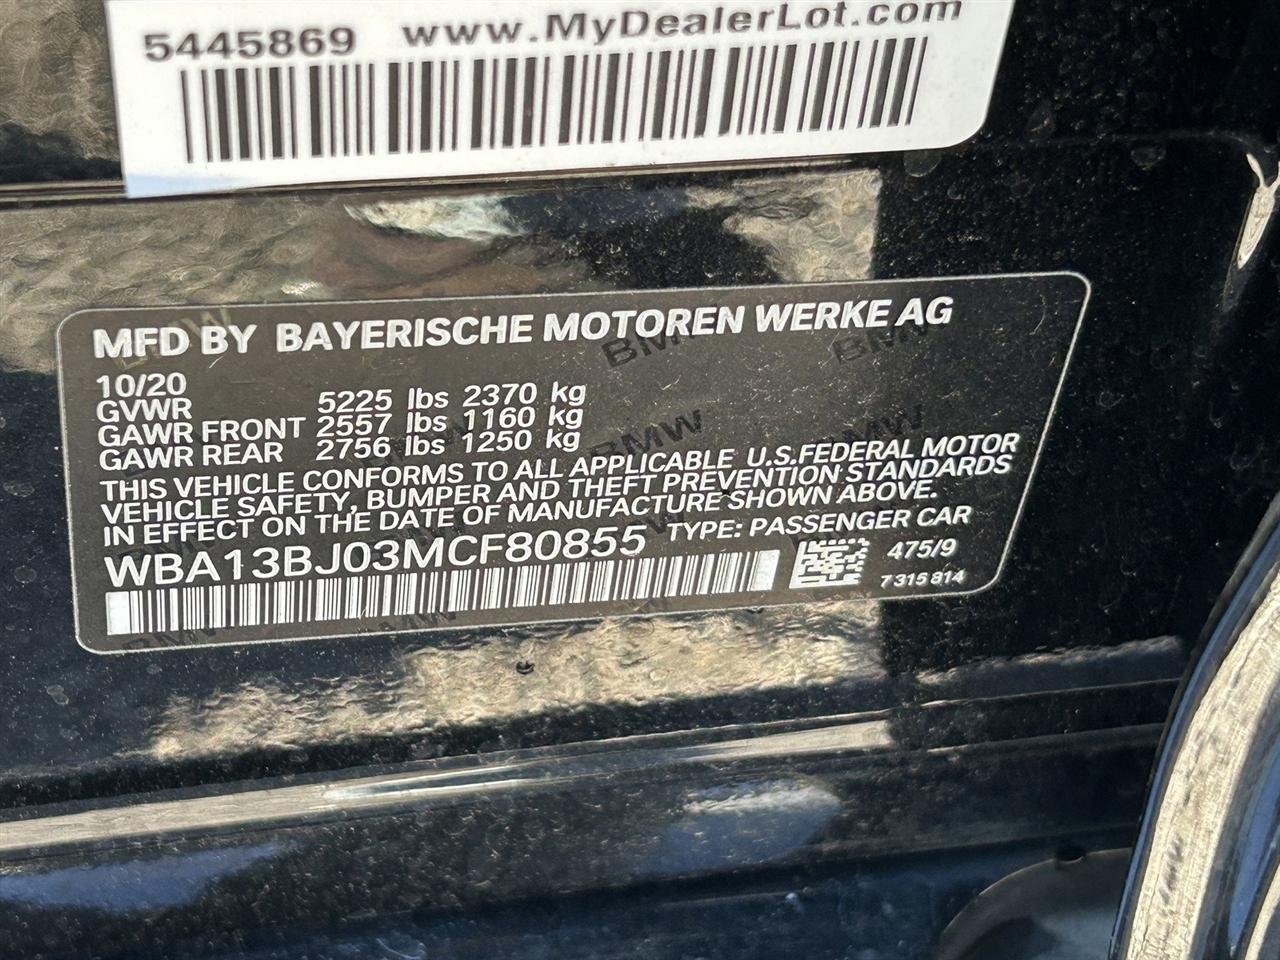 5445869 www.MyDealerLot.com
MFD BY BAYERISCHE MOTOREN WERKE AG
10/20
GVWR 5225 lbs 2370 kg
GAWR FRONT 2557 lbs 1160 kg
GAWR REAR 2756 lbs 1250 kg
THIS VEHICLE CONFORMS TO ALL APPLICABLE U.S.FEDERAL MOTOR
VEHICLE SAFETY, BUMPER AND THEFT PREVENTION STANDARDS
IN EFFECT ON THE DATE OF MANUFACTURE SHOWN ABOVE.
WBA13BJ03MCF80855 TYPE: PASSENGER CAR
475/9
7315814